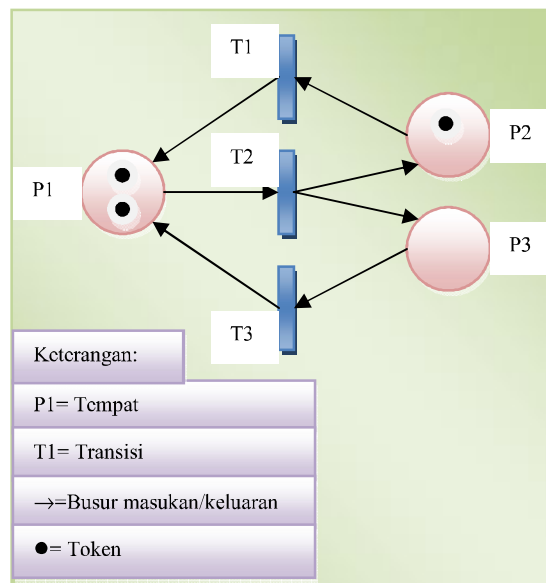 T1
P2
T2
P1
P3
T3
Keterangan:
P1= Tempat
T1= Transisi
→=Busur masukan/keluaran
●= Token